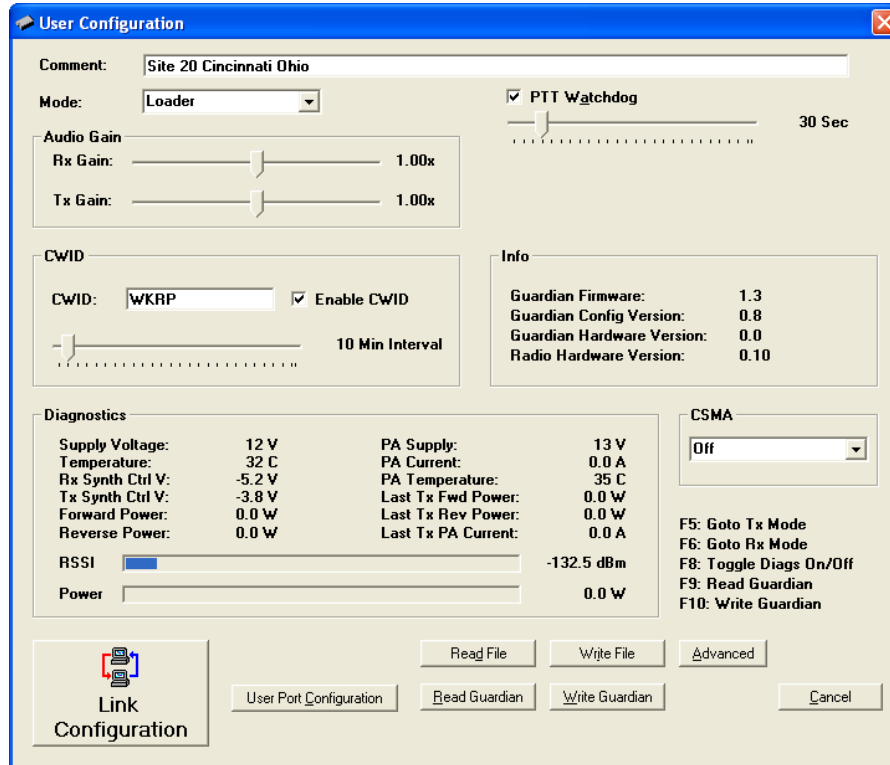 User Configuration
Comment: Site 20 Cincinnati Ohio
Mode: Loader
PTT Watchdog
30 Sec
Audio Gain
Rx Gain: 1.00x
Tx Gain: 1.00x
CWID
CWID: WKRP Enable CWID
10 Min Interval
Info
Guardian Firmware: 1.3
Guardian Config Version: 0.8
Guardian Hardware Version: 0.0
Radio Hardware Version: 0.10
Diagnostics
Supply Voltage: 12 V PA Supply: 13 V
Temperature: 32 C PA Current: 0.0 A
Rx Synth Ctrl V: -5.2 V PA Temperature: 35 C
Tx Synth Ctrl V: -3.8 V Last Tx Fwd Power: 0.0 W
Forward Power: 0.0 W Last Tx Rev Power: 0.0 W
Reverse Power: 0.0 W Last Tx PA Current: 0.0 A
RSSI -132.5 dBm
Power 0.0 W
CSMA
Off
F5: Goto Tx Mode
F6: Goto Rx Mode
F8: Toggle Diags On/Off
F9: Read Guardian
F10: Write Guardian
Link
Configuration
User Port Configuration
Read File Write File Advanced
Read Guardian Write Guardian Cancel